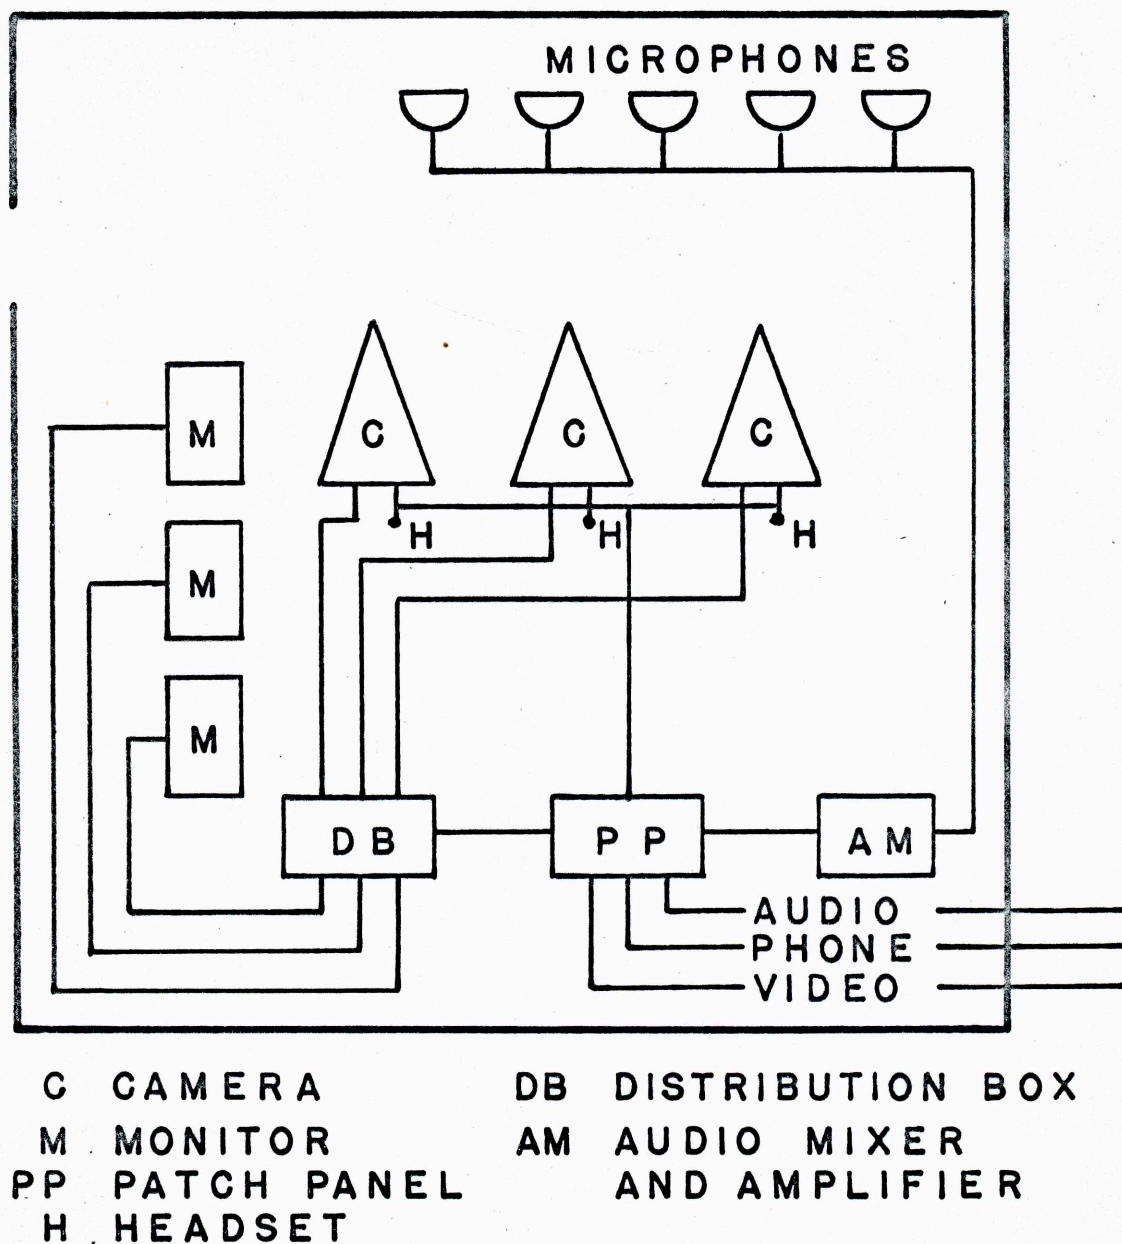 MICROPHONES
M
C
C
C
H
H
H
M
M
DB
PP
AM
AUDIO
PHONE
VIDEO
C CAMERA
M MONITOR
PP PATCH PANEL
H HEADSET
DB DISTRIBUTION BOX
AM AUDIO MIXER
AND AMPLIFIER